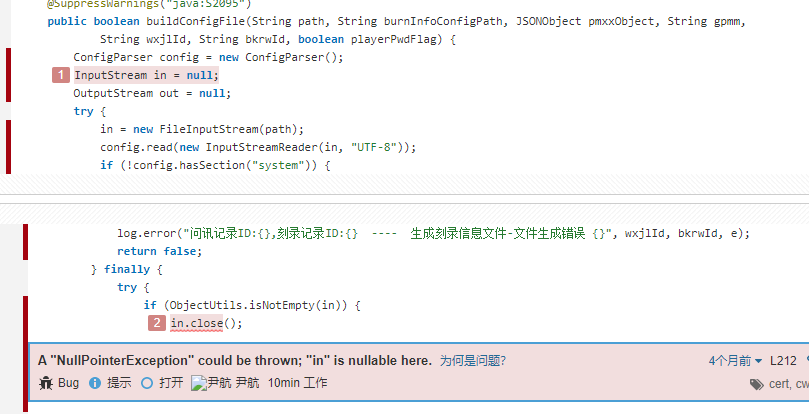 @SuppressWarnings("java:S2095")
public boolean buildConfigFile(String path, String burnInfoConfigPath, JSONObject pmxxObject, String gpmm,
String wxjlId, String bkrwId, boolean playerPwdFlag) {
ConfigParser config = new ConfigParser();
1 InputStream in = null;
OutputStream out = null;
try {
in = new FileInputStream(path);
config.read(new InputStreamReader(in, "UTF-8"));
if (!config.hasSection("system")) {
log.error("问讯记录ID:{},刻录记录ID:{} ---- 生成刻录信息文件-文件生成错误 {}", wxjlId, bkrwId, e);
return false;
} finally {
try {
if (ObjectUtils.isNotEmpty(in)) {
2 in.close();
A "NullPointerException" could be thrown; "in" is nullable here. 为何是问题? 4个月前 L212
Bug 提示 打开 尹航 尹航 10min 工作 cert, cw